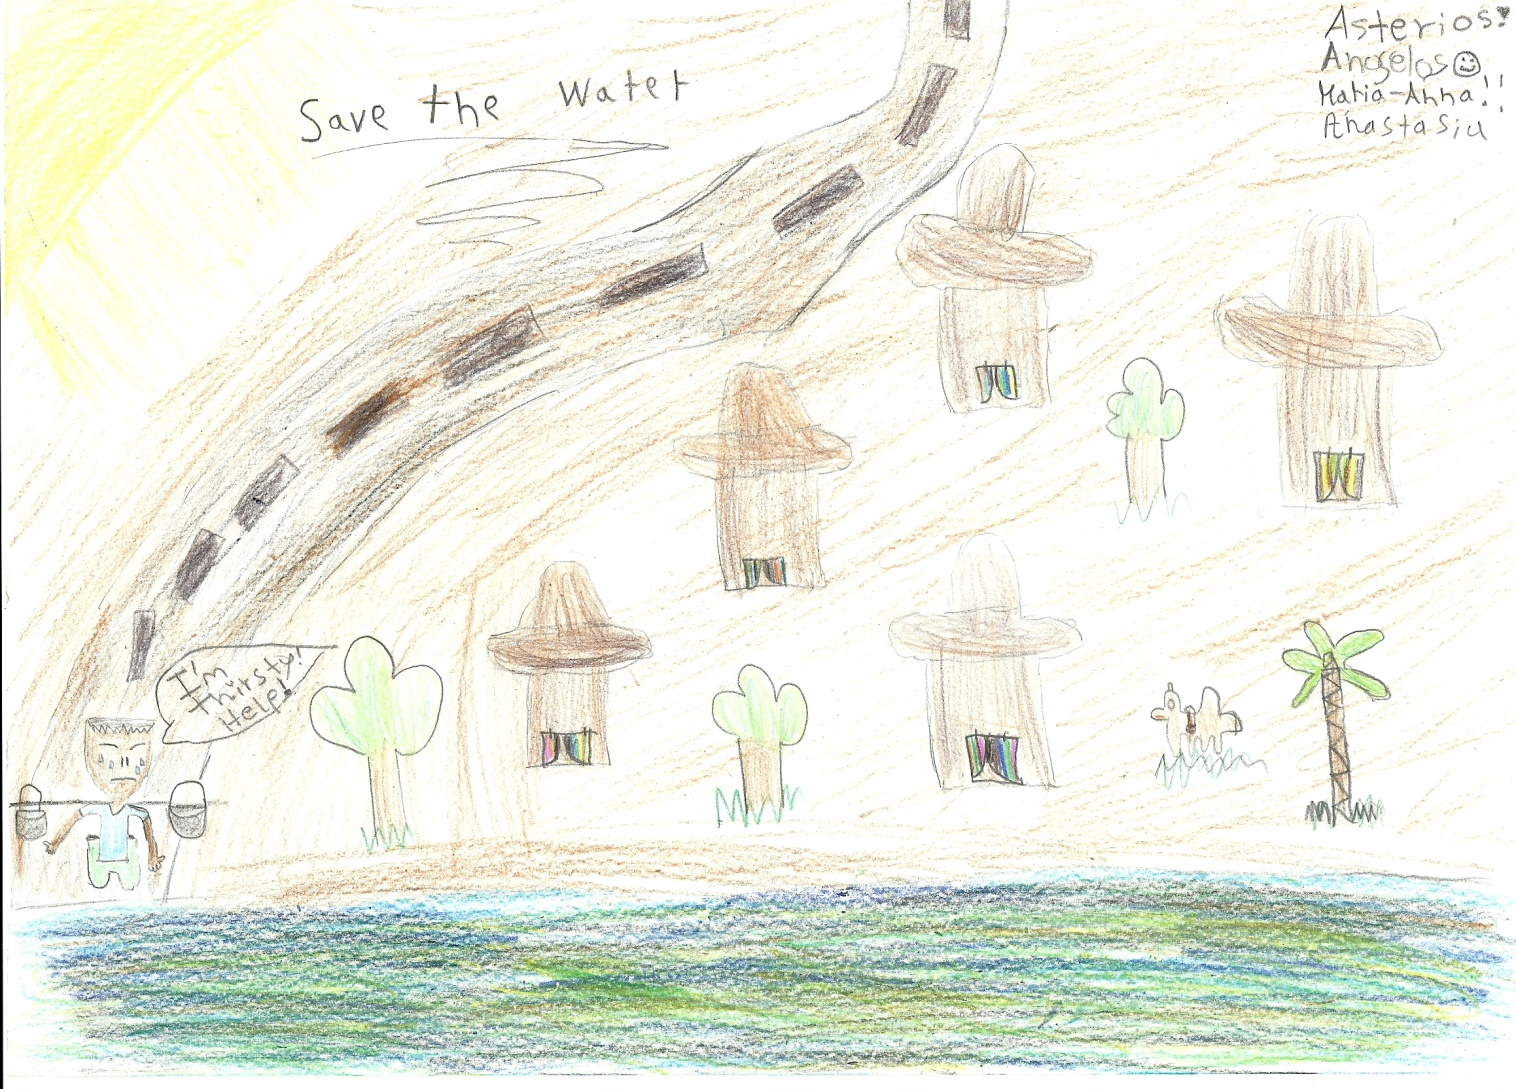 Save the Water
Asterios!
Angelos
Maria-Anna!!
Anastasia
I'm
thirsty!
Help!